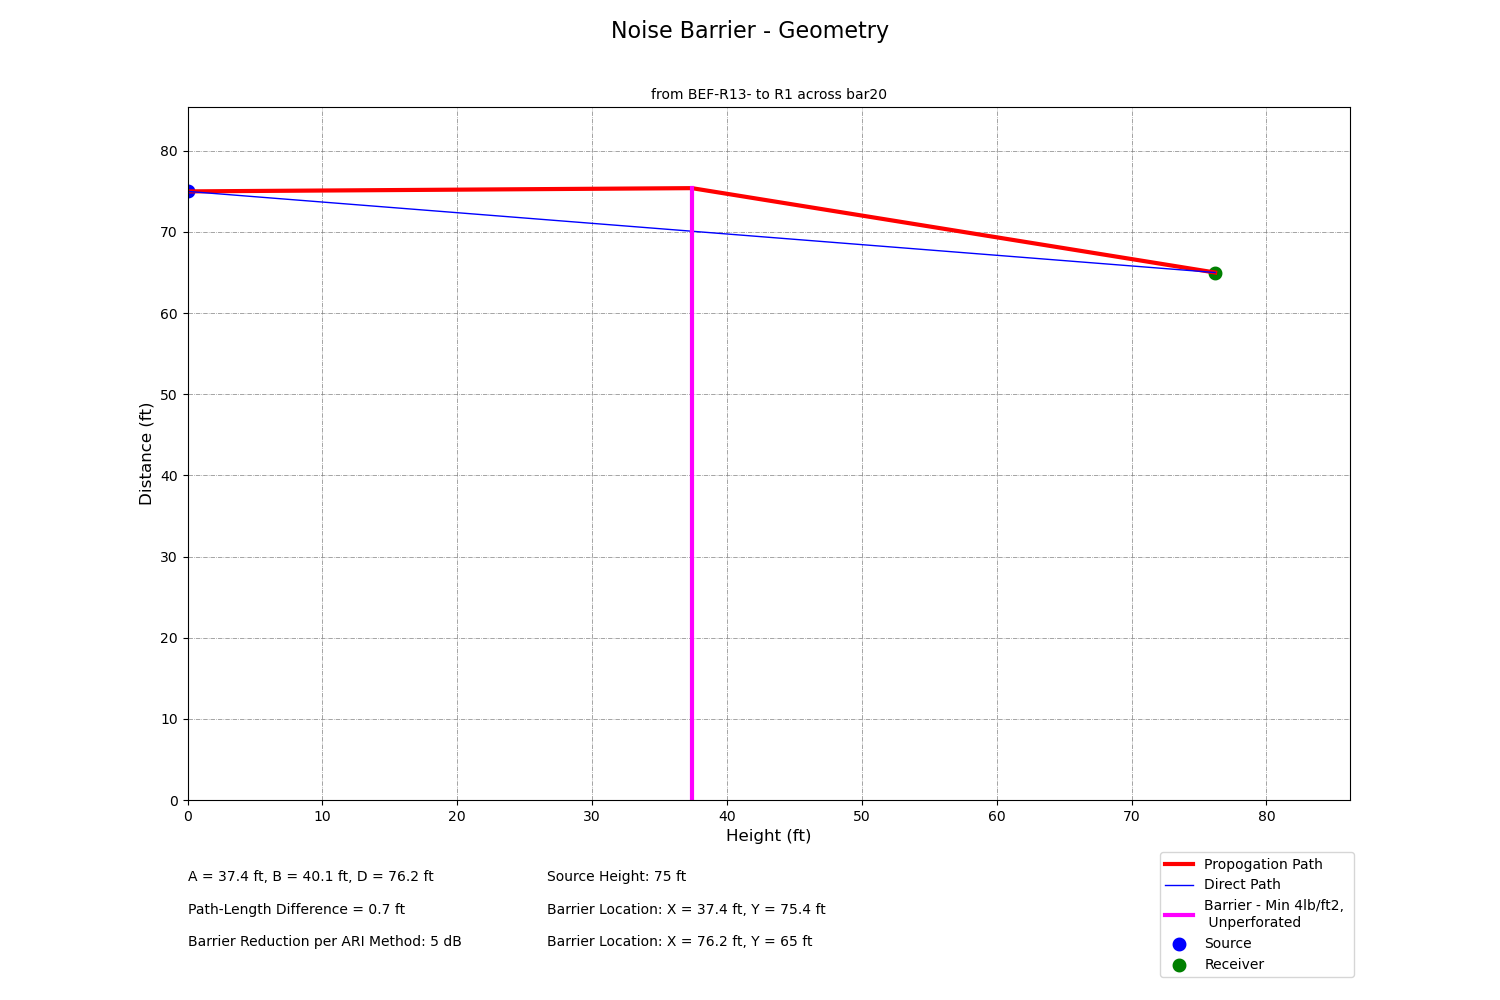 Noise Barrier - Geometry
from BEF-R13- to R1 across bar20
80
70
60
50
40
30
20
10
0
Distance (ft)
0 10 20 30 40 50 60 70 80
Height (ft)
A = 37.4 ft, B = 40.1 ft, D = 76.2 ft
Path-Length Difference = 0.7 ft
Barrier Reduction per ARI Method: 5 dB
Source Height: 75 ft
Barrier Location: X = 37.4 ft, Y = 75.4 ft
Barrier Location: X = 76.2 ft, Y = 65 ft
Propogation Path
Direct Path
Barrier - Min 4lb/ft2,
Unperforated
Source
Receiver